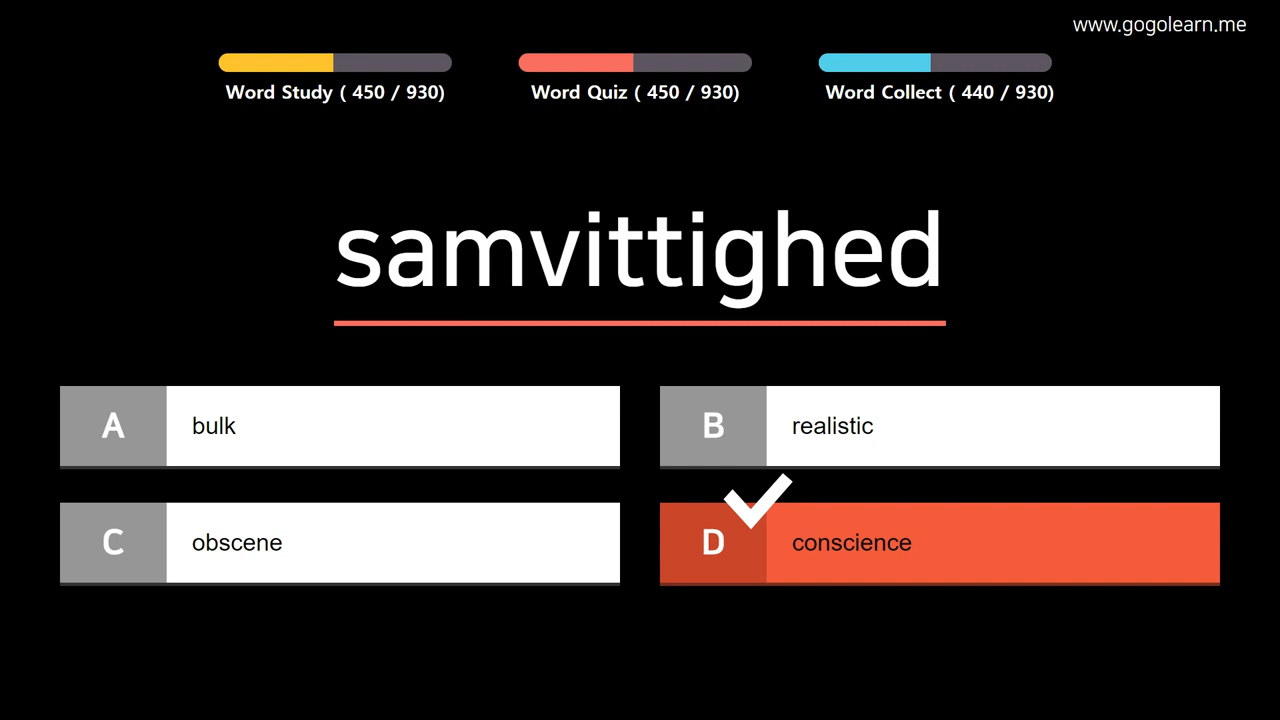 www.gogolearn.me
Word Study ( 450 / 930)
Word Quiz ( 450 / 930)
Word Collect ( 440 / 930)
samvittighed
A bulk
B realistic
C obscene
D conscience